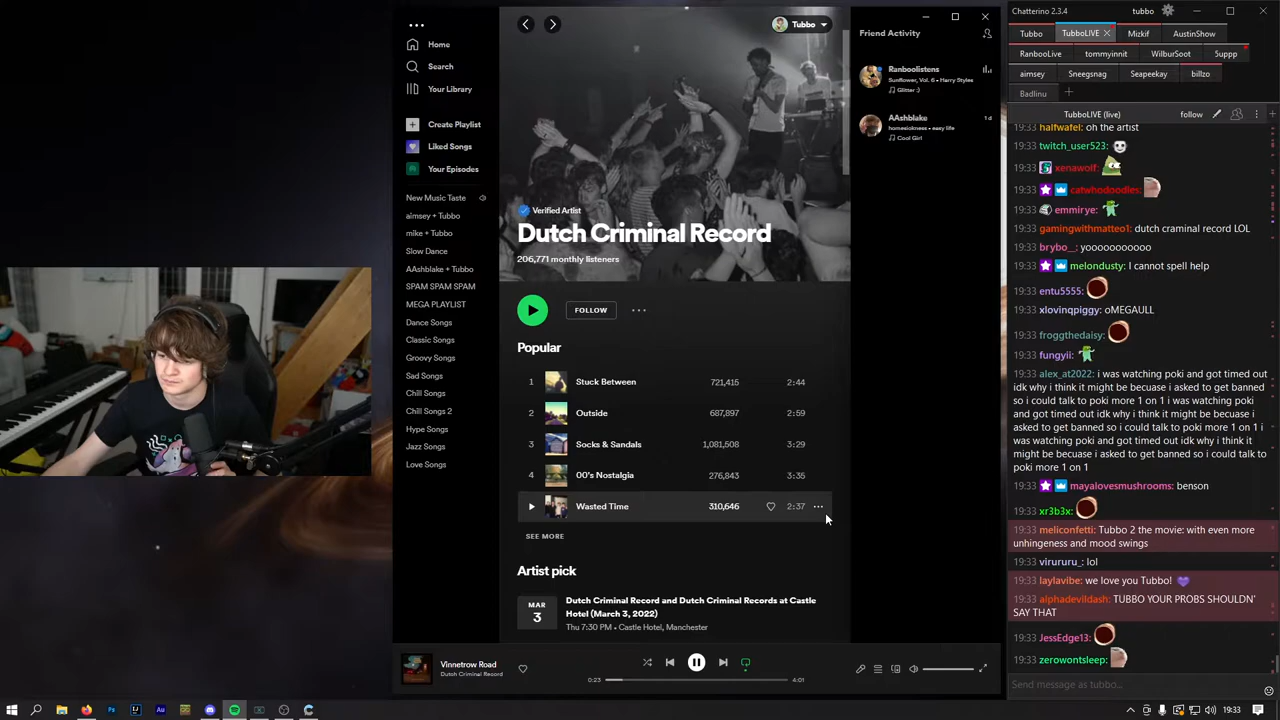 Home
Search
Your Library
Create Playlist
Liked Songs
Your Episodes
New Music Taste
aimsey + Tubbo
mike + Tubbo
Slow Dance
AAshblake + Tubbo
SPAM SPAM SPAM
MEGA PLAYLIST
Dance Songs
Classic Songs
Groovy Songs
Sad Songs
Chill Songs
Chill Songs 2
Hype Songs
Jazz Songs
Love Songs
Tubbo
Verified Artist
Dutch Criminal Record
206,771 monthly listeners
FOLLOW
Popular
1 Stuck Between 721,415 2:44
2 Outside 687,897 2:59
3 Socks & Sandals 1,081,508 3:29
4 00's Nostalgia 276,843 3:35
Wasted Time 310,646 2:37
SEE MORE
Artist pick
MAR
3
Dutch Criminal Record and Dutch Criminal Records at Castle
Hotel (March 3, 2022)
Thu 7:30 PM • Castle Hotel, Manchester
Friend Activity
Ranboolistens
Sunflower, Vol. 6 • Harry Styles
Glitter :)
AAshblake 1 d
homesickness • easy life
Cool Girl
Vinnetrow Road
Dutch Criminal Record
0:23 4:01
Chatterino 2.3.4 tubbo
Tubbo TubboLIVE Mizkif AustinShow
RanbooLive tommyinnit WilburSoot 5uppp
aimsey Sneegsnag Seapeekay billzo
Badlinu
TubboLIVE (live) follow
19:33 halfwafel: oh the artist
19:33 twitch_user523:
19:33 xenawolf:
19:33 catwhodoodles:
19:33 emmirye:
19:33 gamingwithmatteo1: dutch caminal record LOL
19:33 brybo_: yoooooooooo
19:33 melondusty: I cannot spell help
19:33 entu5555:
19:33 xlovinqpiggy: oMEGAULL
19:33 froggthedaisy:
19:33 fungyii:
19:33 alex_at2022: i was watching poki and got timed out
idk why i think it might be becuase i asked to get banned
so i could talk to poki more 1 on 1 i was watching poki
and got timed out idk why i think it might be becuase i
asked to get banned so i could talk to poki more 1 on 1 i
was watching poki and got timed out idk why i think it
might be becuase i asked to get banned so i could talk to
poki more 1 on 1
19:33 mayalovesmushrooms: benson
19:33 xr3b3x:
19:33 meliconfetti: Tubbo 2 the movie: with even more
unhingeness and mood swings
19:33 virururu_: lol
19:33 laylavibe: we love you Tubbo!
19:33 alphadevildash: TUBBO YOUR PROBS SHOULDN'
SAY THAT
19:33 JessEdge13:
19:33 zerowontsleep:
Send message as tubbo...
19:33